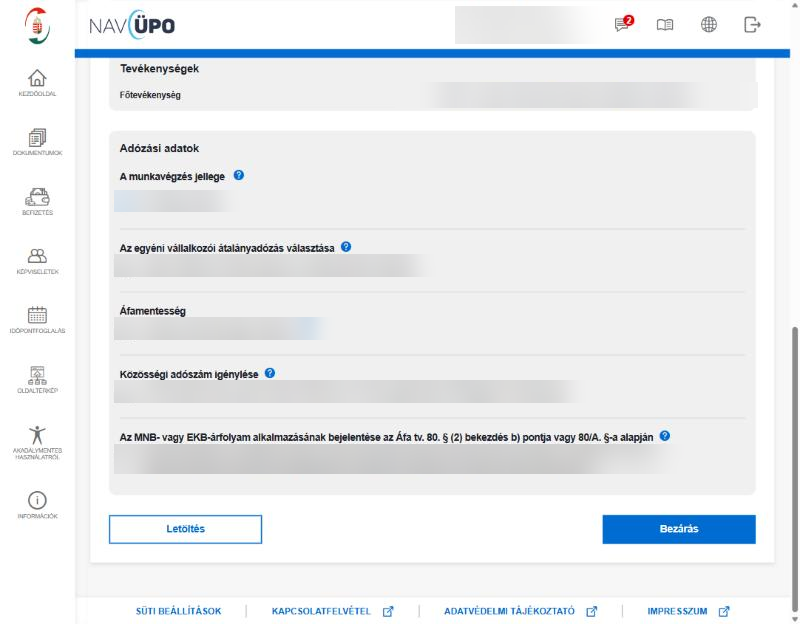 NAV ÜPO
2
KEZDŐOLDAL
DOKUMENTUMOK
BEFIZETÉS
KÉPVISELETEK
IDŐPONTFOGLALÁS
OLDALTÉRKÉP
AKADÁLYMENTES
HASZNÁLATRÓL
INFORMÁCIÓK
Tevékenységek
Főtevékenység
Adózási adatok
A munkavégzés jellege ?
Az egyéni vállalkozói átalányadózás választása ?
Áfamentesség
Közösségi adószám igénylése ?
Az MNB- vagy EKB-árfolyam alkalmazásának bejelentése az Áfa tv. 80. § (2) bekezdés b) pontja vagy 80/A. §-a alapján ?
Letöltés
Bezárás
SÜTI BEÁLLÍTÁSOK
KAPCSOLATFELVÉTEL
ADATVÉDELMI TÁJÉKOZTATÓ
IMPRESSZUM